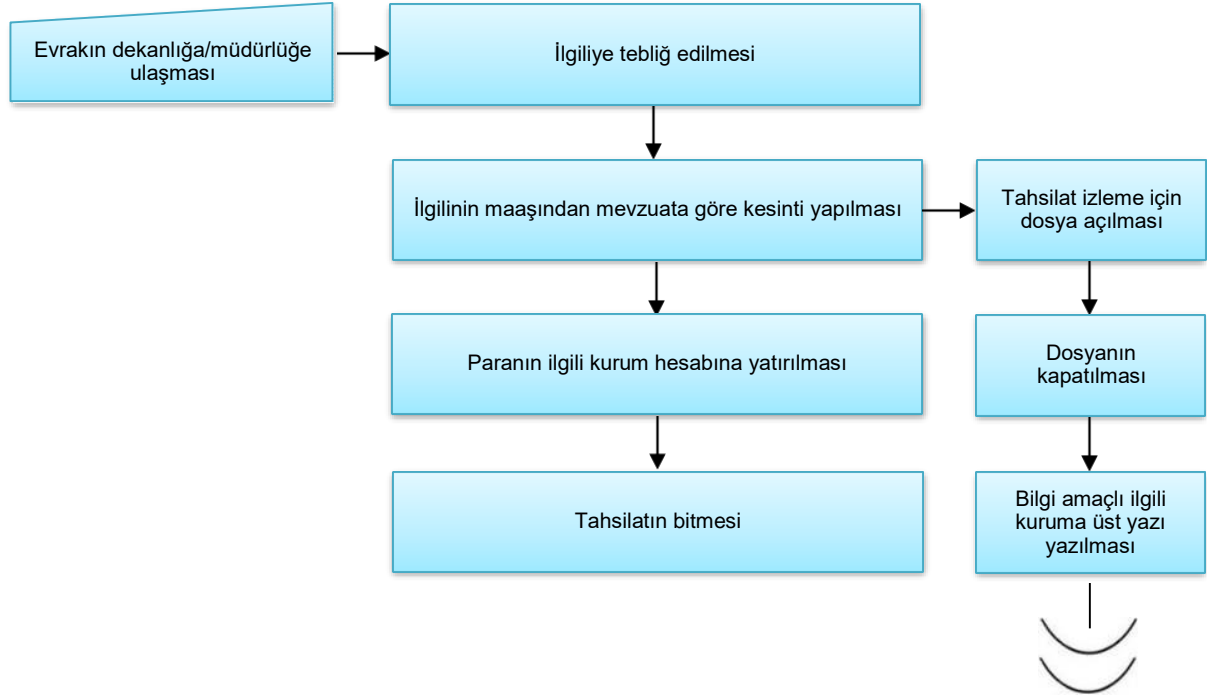 Evrakın dekanlığa/müdürlüğe
ulaşması
İlgiliye tebliğ edilmesi
İlgilinin maaşından mevzuata göre kesinti yapılması
Tahsilat izleme için
dosya açılması
Paranın ilgili kurum hesabına yatırılması
Dosyanın
kapatılması
Tahsilatın bitmesi
Bilgi amaçlı ilgili
kuruma üst yazı
yazılması